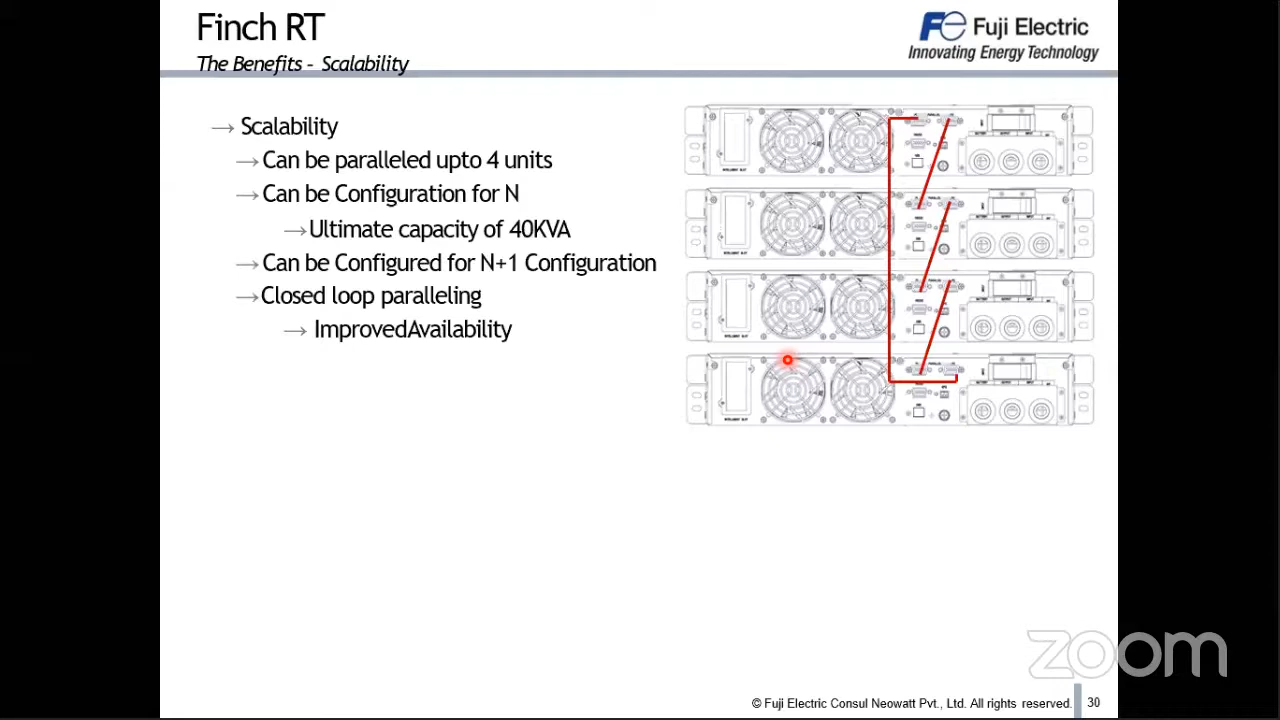 Finch RT
The Benefits - Scalability
Fuji Electric
Innovating Energy Technology
→ Scalability
→ Can be paralleled upto 4 units
→ Can be Configuration for N
→ Ultimate capacity of 40KVA
→ Can be Configured for N+1 Configuration
→ Closed loop paralleling
→ ImprovedAvailability
zoom
© Fuji Electric Consul Neowatt Pvt., Ltd. All rights reserved.
30